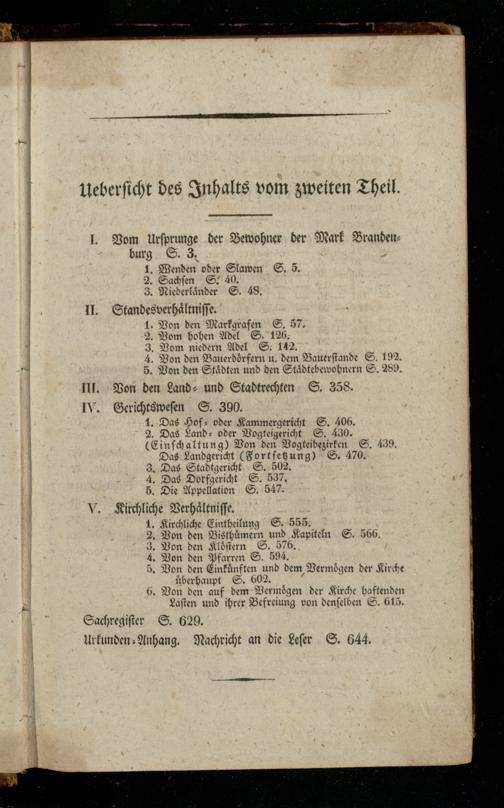 Uebersicht des Inhalts vom zweiten Theil.
I. Vom Ursprunge der Bewohner der Mark Branden-
burg S. 3.
1. Wenden oder Slawen S. 5.
2. Sachsen S. 40.
3. Niederländer S. 48.
II. Standesverhältnisse.
1. Von den Markgrafen S. 57.
2. Vom hohen Adel S. 126.
3. Vom niedern Adel S. 142.
4. Von den Bauerdörfern u. dem Bauerstande S. 192.
5. Von den Städten und den Städtebewohnern S. 289.
III. Von den Land- und Stadtrechten S. 358.
IV. Gerichtswesen S. 390.
1. Das Hof- oder Kammergericht S. 406.
2. Das Land- oder Vogteigericht S. 430.
(Einschaltung) Von den Vogteibezirken S. 439.
Das Landgericht (Fortsetzung) S. 470.
3. Das Stadtgericht S. 502.
4. Das Dorfgericht S. 537.
5. Die Appellation S. 547.
V. Kirchliche Verhältnisse.
1. Kirchliche Eintheilung S. 555.
2. Von den Bisthümern und Kapiteln S. 566.
3. Von den Klöstern S. 576.
4. Von den Pfarren S. 594.
5. Von den Einkünften und dem Vermögen der Kirche
überhaupt S. 602.
6. Von den auf dem Vermögen der Kirche haftenden
Lasten und ihrer Befreiung von denselben S. 615.
Sachregister S. 629.
Urkunden-Anhang. Nachricht an die Leser S. 644.